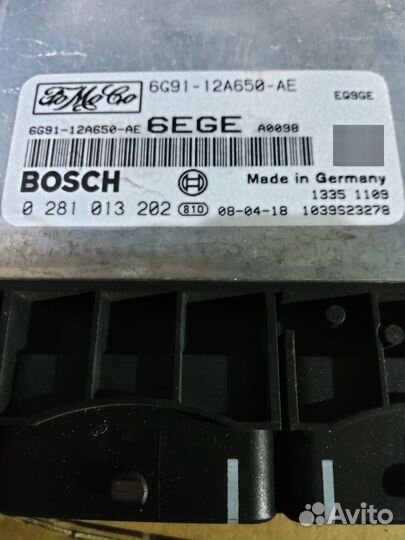 FoMoCo 6G91-12A650-AE
EQ9GE
6G91-12A650-AE 6EGE A0098
BOSCH Made in Germany
1335 1109
0 281 013 202 810 08-04-18 1039S23278
Avito